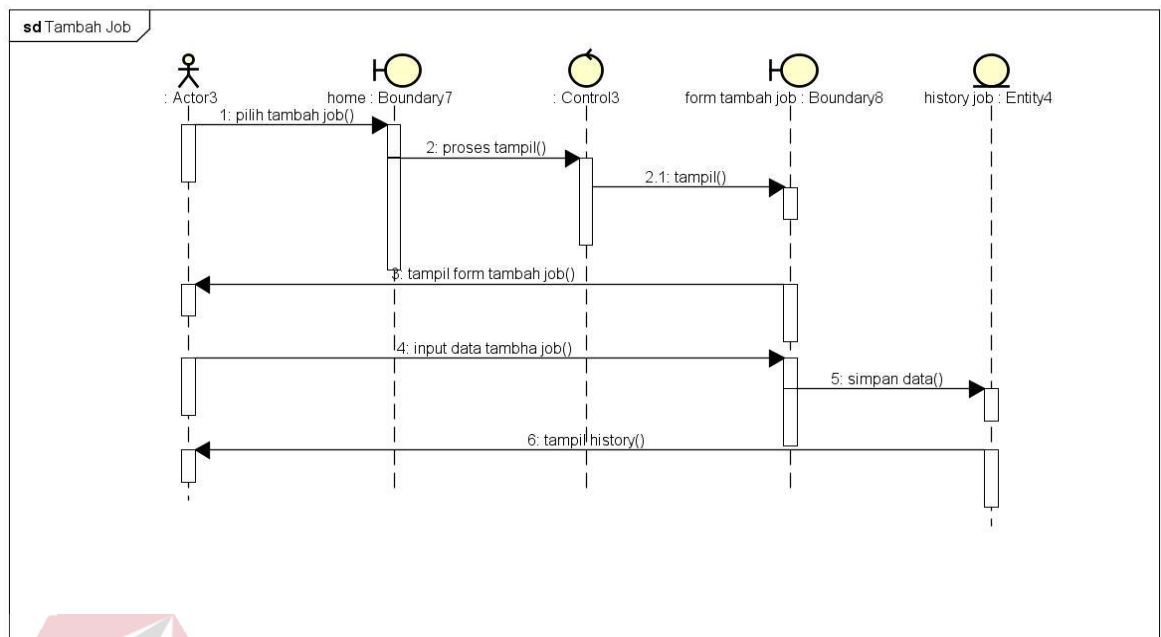 sd Tambah Job
: Actor3
home : Boundary7
: Control3
form tambah job : Boundary8
history job : Entity4
1: pilih tambah job()
2: proses tampil()
2.1: tampil()
3: tampil form tambah job()
4: input data tambha job()
5: simpan data()
6: tampil history()